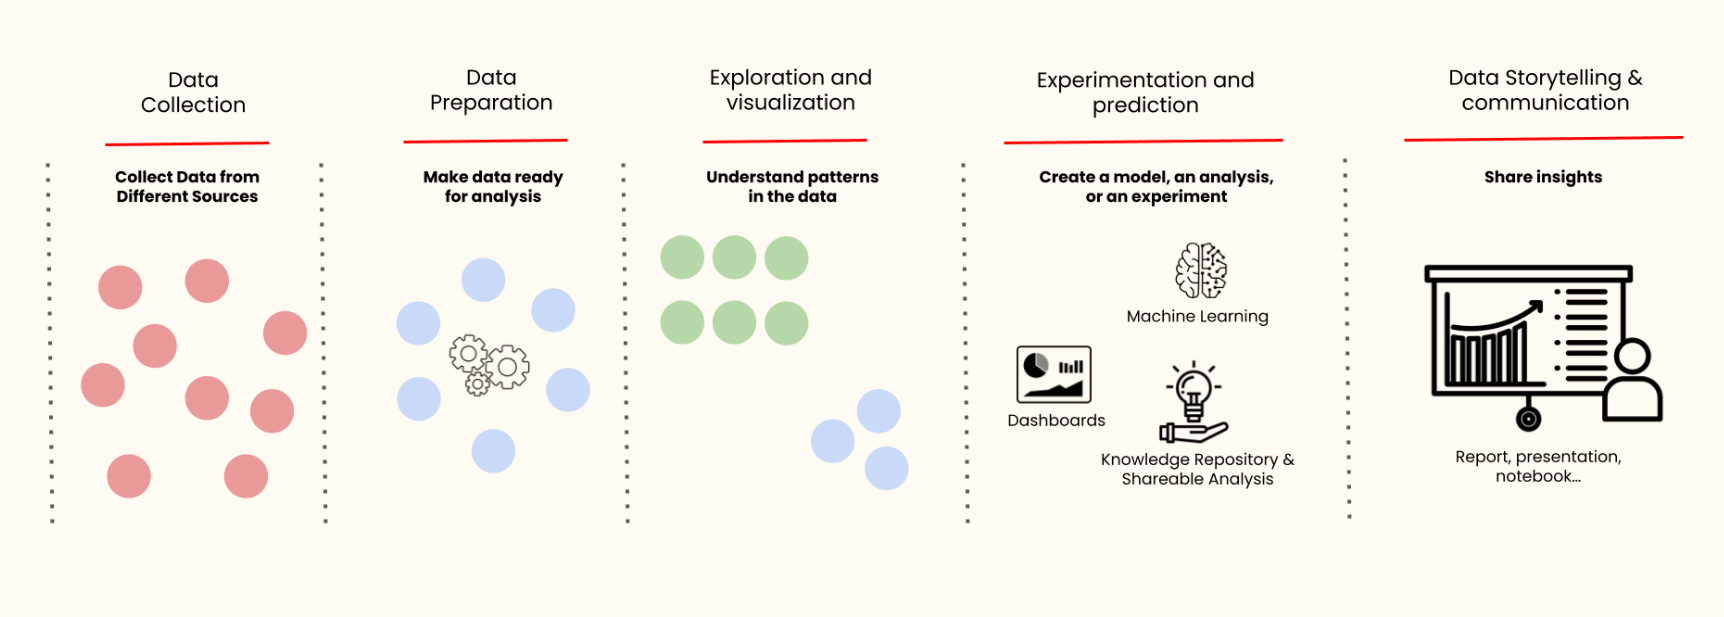 Data
Collection
Collect Data from
Different Sources
Data
Preparation
Make data ready
for analysis
Exploration and
visualization
Understand patterns
in the data
Experimentation and
prediction
Create a model, an analysis,
or an experiment
Machine Learning
Dashboards
Knowledge Repository &
Shareable Analysis
Data Storytelling &
communication
Share insights
Report, presentation,
notebook...